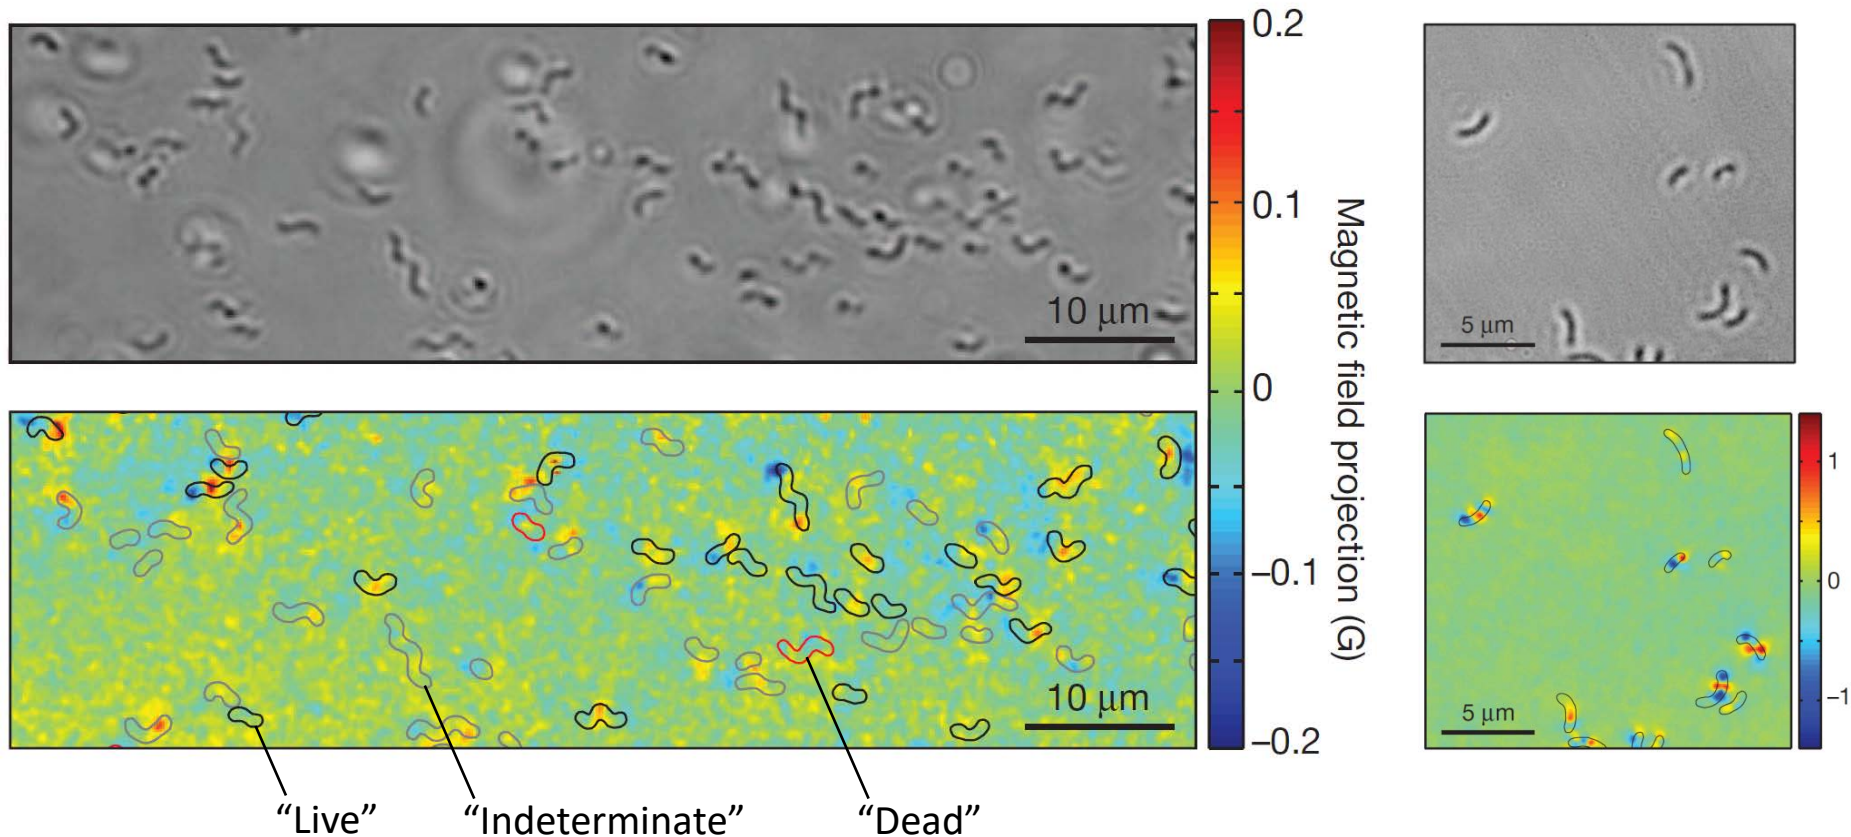 0.2
0.1
0
−0.1
−0.2
Magnetic field projection (G)
10 μm
5 μm
10 μm
5 μm
1
0
−1
“Live”
“Indeterminate”
“Dead”